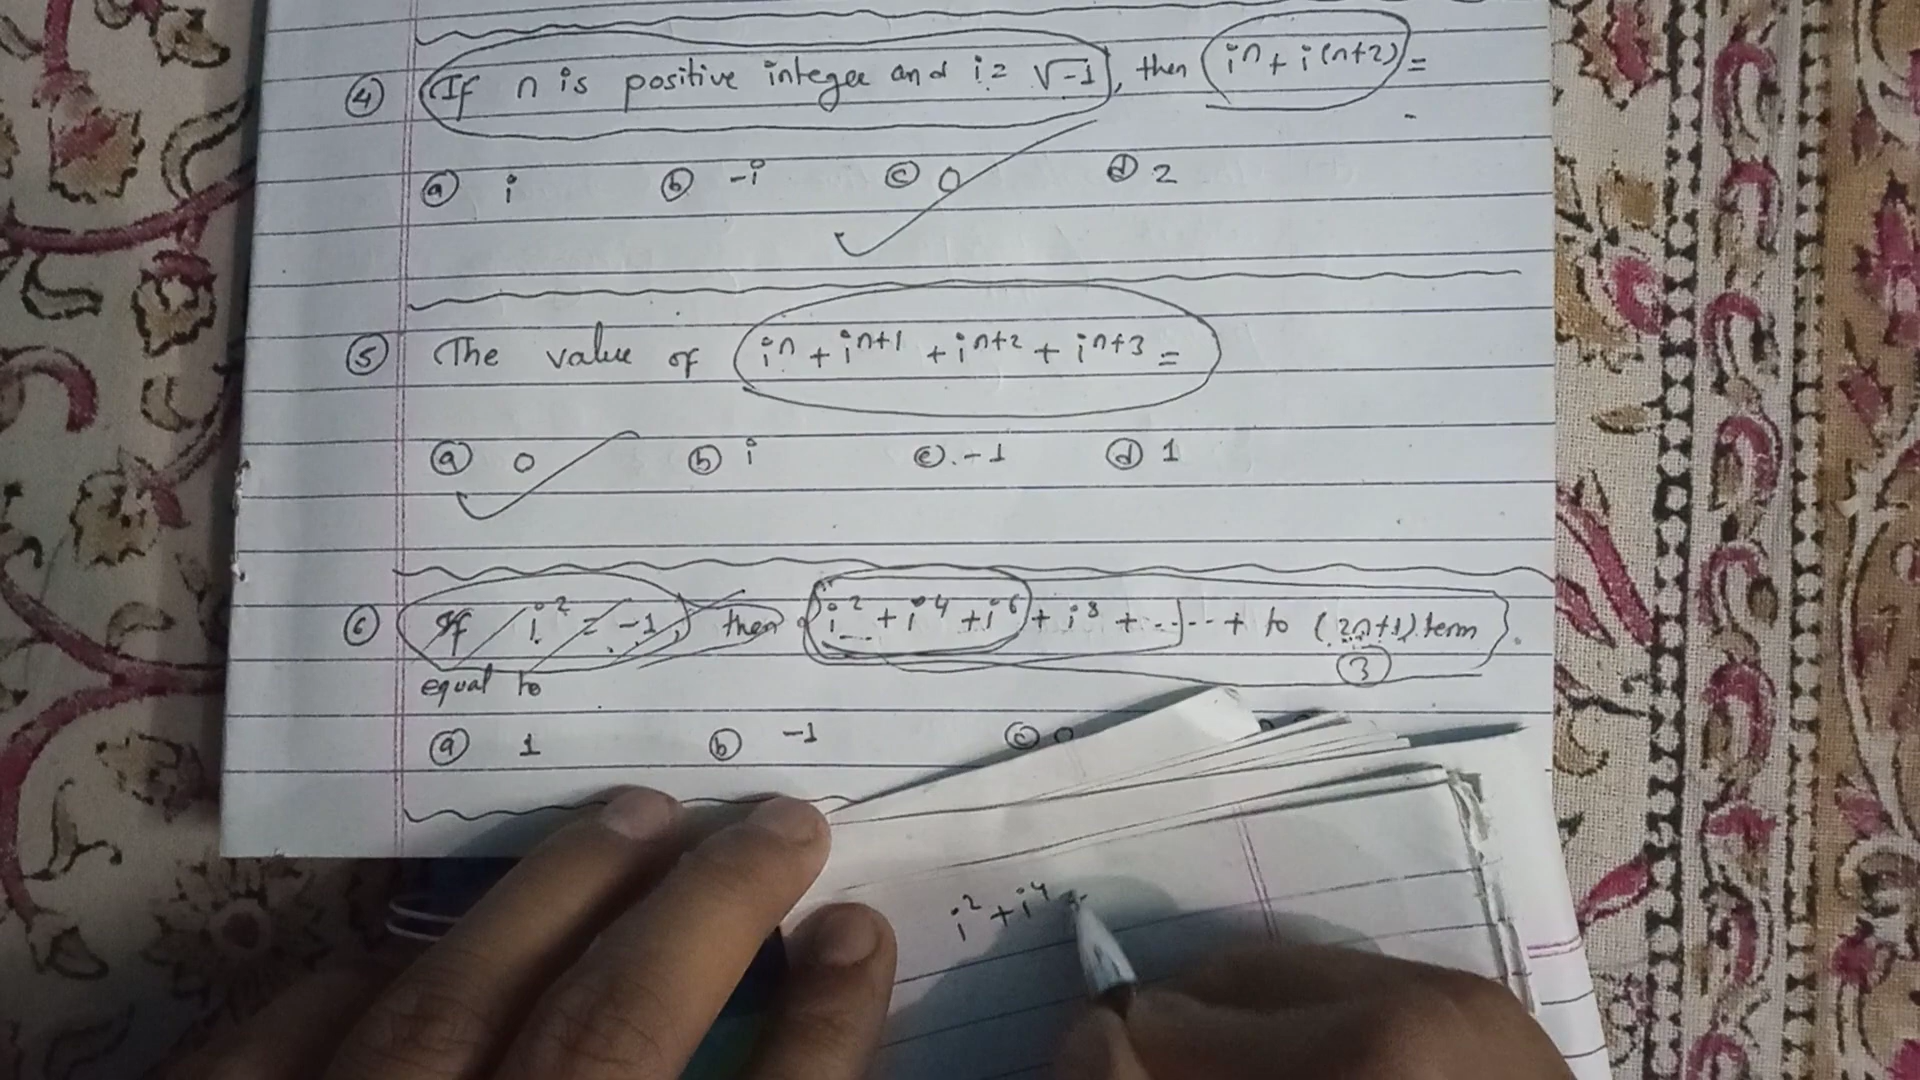 ④ If n is positive integer and i = √-1, then iⁿ + i⁽ⁿ⁺²⁾ =
ⓐ i ⓑ -i ⓒ 0 ⓓ 2
⑤ The value of iⁿ + iⁿ⁺¹ + iⁿ⁺² + iⁿ⁺³ =
ⓐ 0 ⓑ i ⓒ -1 ⓓ 1
⑥ If i² = -1, then i² + i⁴ + i⁶ + i⁸ + ..... + to (2n+1) term
③
equal to
ⓐ 1 ⓑ -1 ⓒ 0
i² + i⁴ +